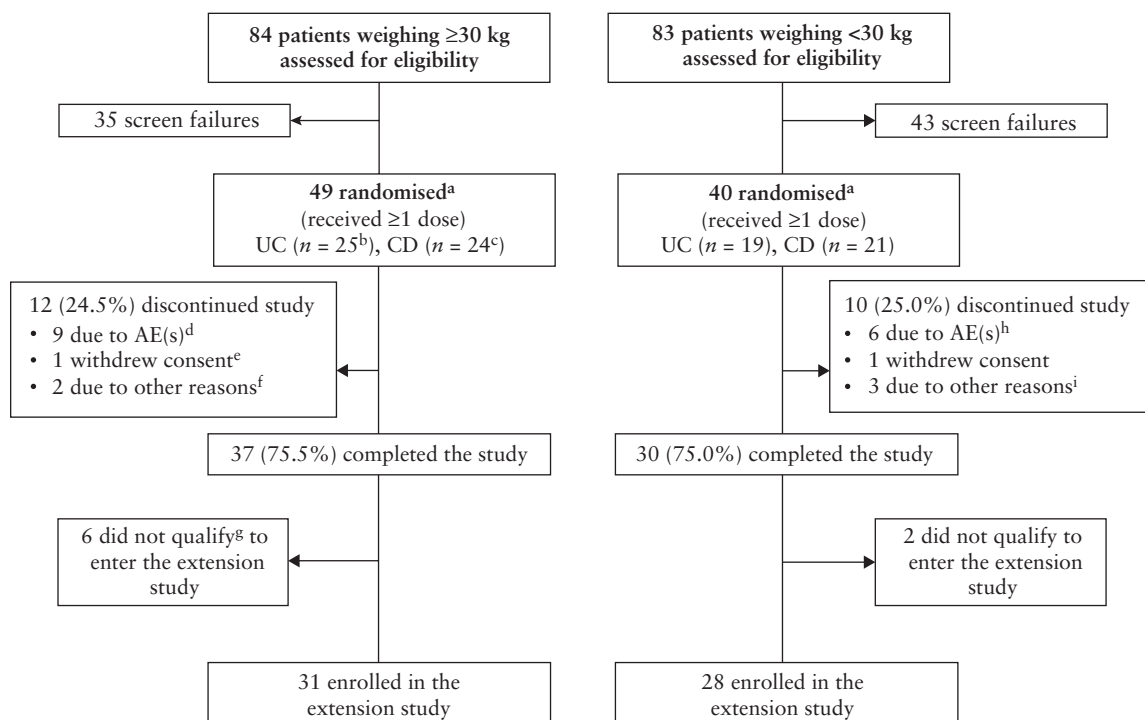 84 patients weighing ≥30 kg
assessed for eligibility
35 screen failures
49 randomisedᵃ
(received ≥1 dose)
UC (n = 25ᵇ), CD (n = 24ᶜ)
12 (24.5%) discontinued study
• 9 due to AE(s)ᵈ
• 1 withdrew consentᵉ
• 2 due to other reasonsᶠ
37 (75.5%) completed the study
6 did not qualifyᵍ to
enter the extension
study
31 enrolled in the
extension study
83 patients weighing <30 kg
assessed for eligibility
43 screen failures
40 randomisedᵃ
(received ≥1 dose)
UC (n = 19), CD (n = 21)
10 (25.0%) discontinued study
• 6 due to AE(s)ʰ
• 1 withdrew consent
• 3 due to other reasonsⁱ
30 (75.0%) completed the study
2 did not qualify to
enter the extension
study
28 enrolled in the
extension study